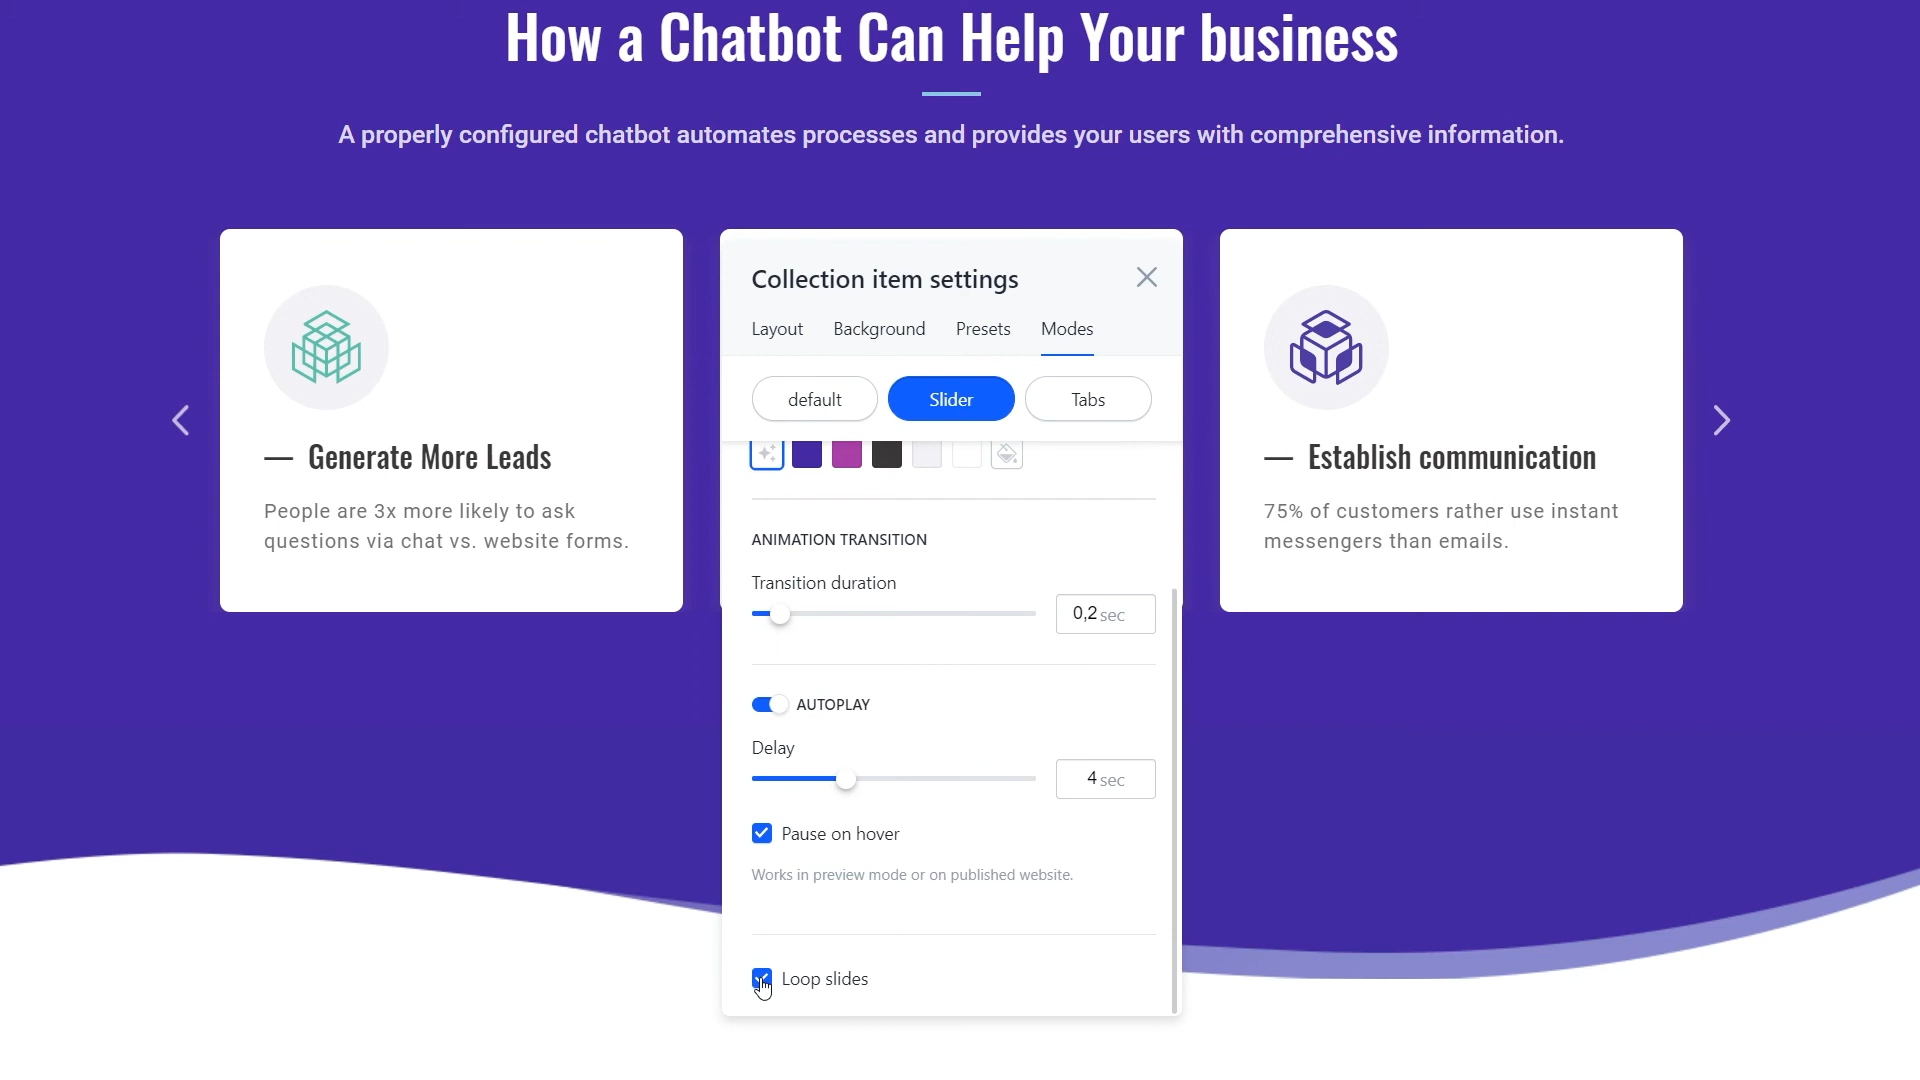 How a Chatbot Can Help Your business
A properly configured chatbot automates processes and provides your users with comprehensive information.
— Generate More Leads
People are 3x more likely to ask
questions via chat vs. website forms.
Collection item settings
Layout Background Presets Modes
default Slider Tabs
ANIMATION TRANSITION
Transition duration
0,2 sec
AUTOPLAY
Delay
4 sec
Pause on hover
Works in preview mode or on published website.
Loop slides
— Establish communication
75% of customers rather use instant
messengers than emails.